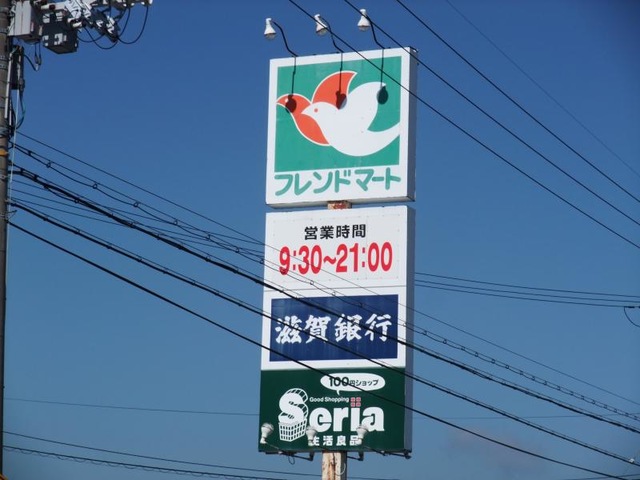 フレンドマート
営業時間
9:30~21:00
滋賀銀行
100円ショップ
Good Shopping
Seria
生活良品